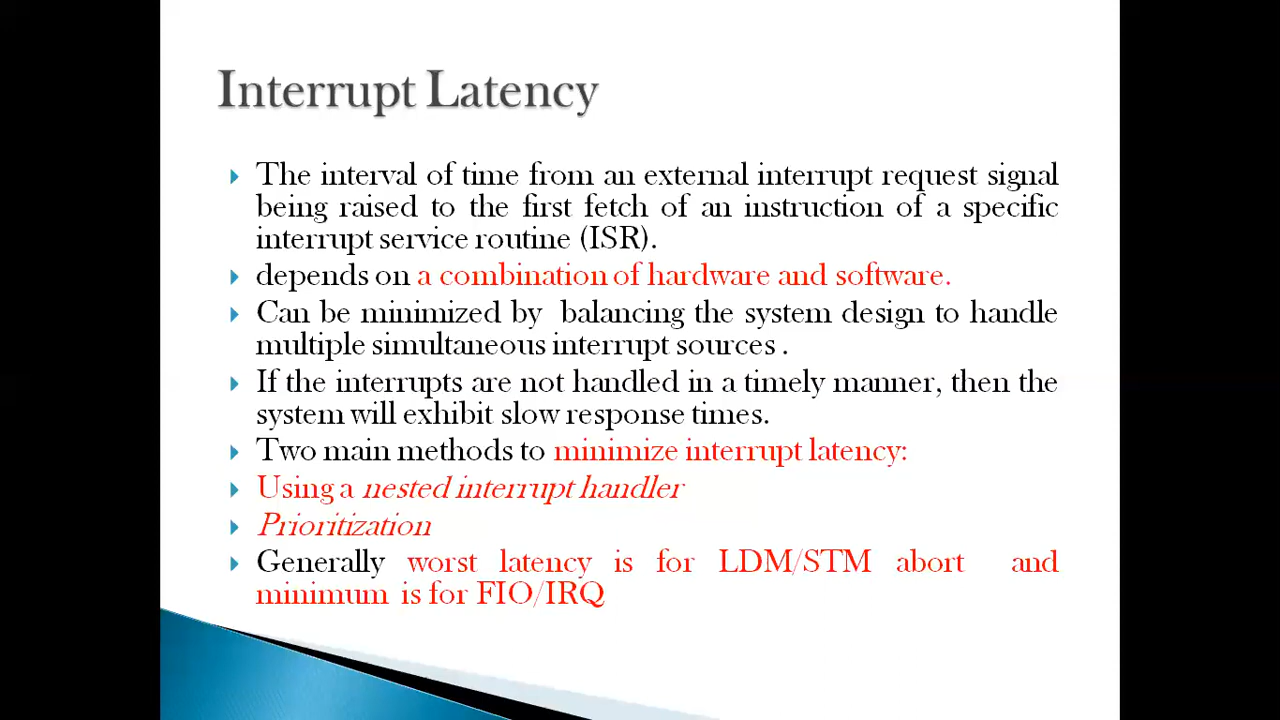 Interrupt Latency
The interval of time from an external interrupt request signal
being raised to the first fetch of an instruction of a specific
interrupt service routine (ISR).
depends on a combination of hardware and software.
Can be minimized by balancing the system design to handle
multiple simultaneous interrupt sources .
If the interrupts are not handled in a timely manner, then the
system will exhibit slow response times.
Two main methods to minimize interrupt latency:
Using a nested interrupt handler
Prioritization
Generally worst latency is for LDM/STM abort and
minimum is for FIO/IRQ